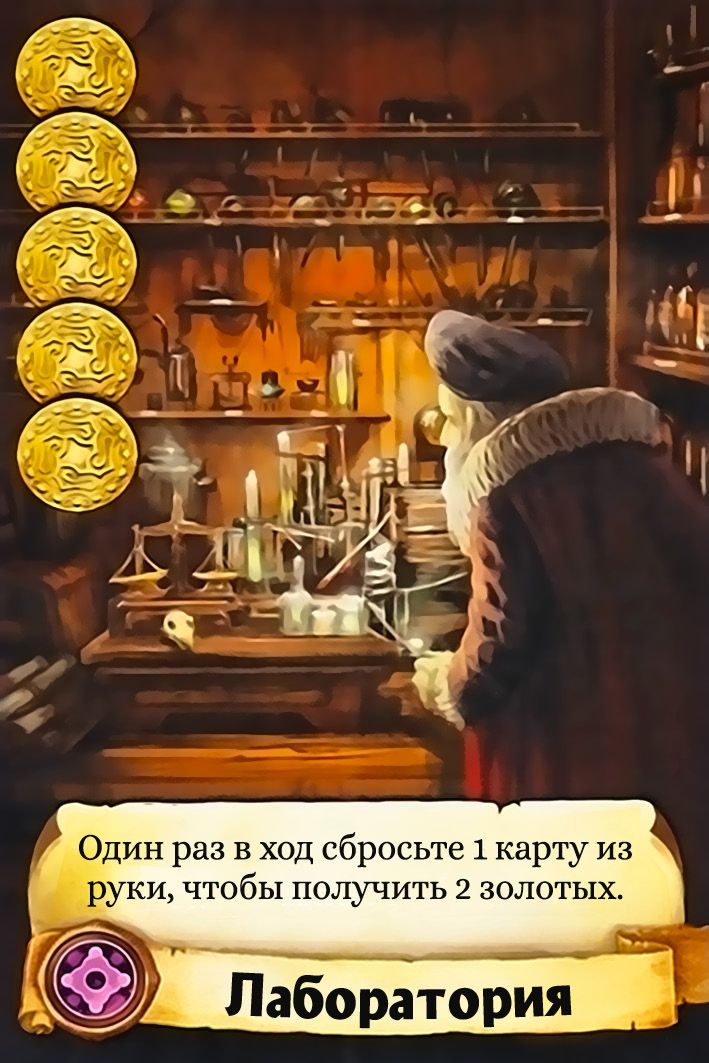 Один раз в ход сбросьте 1 карту из
руки, чтобы получить 2 золотых.
Лаборатория